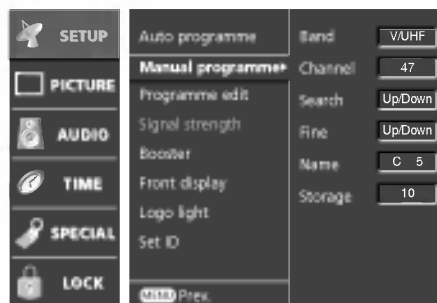 SETUP
PICTURE
AUDIO
TIME
SPECIAL
LOCK
Auto programme
Manual programme
Programme edit
Signal strength
Booster
Front display
Logo light
Set ID
MENU Prev.
Band V/UHF
Channel 47
Search Up/Down
Fine Up/Down
Name C 5
Storage 10